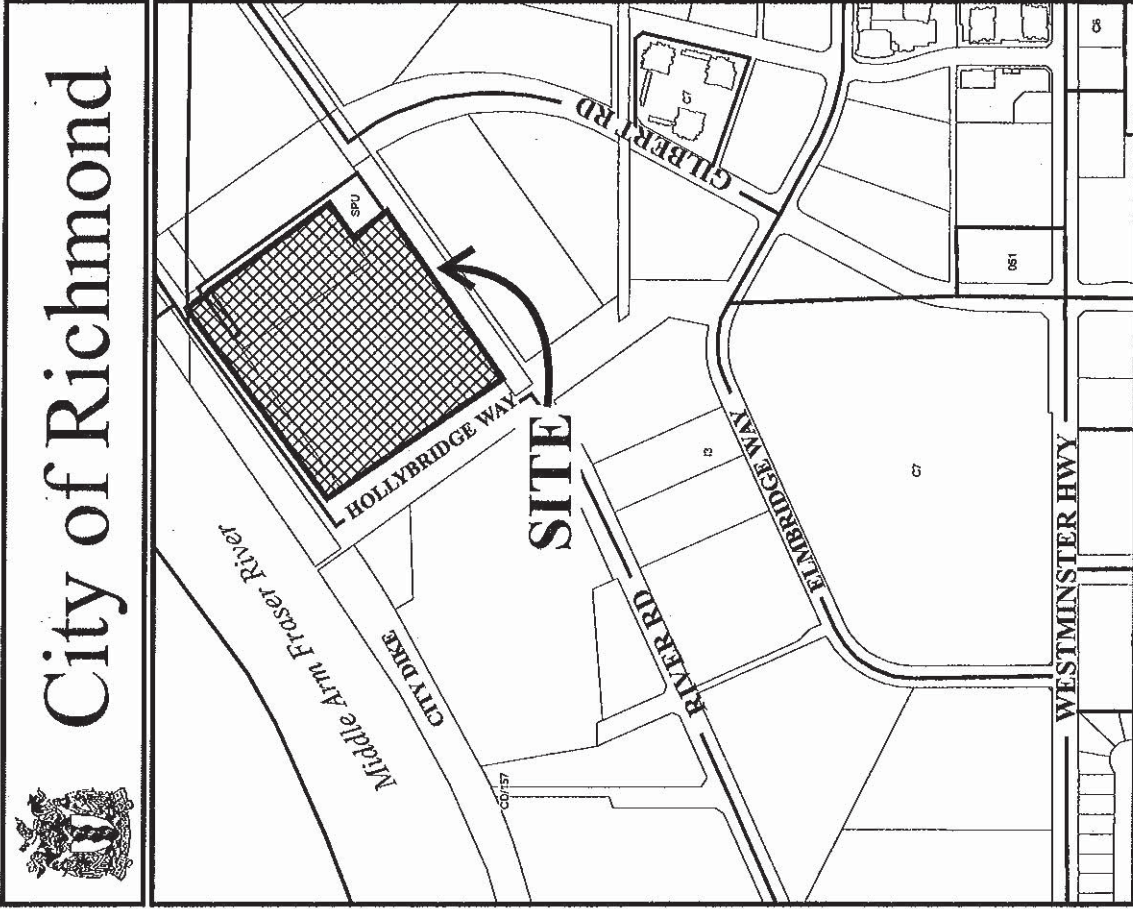 City of Richmond
SPU
GILBERT RD
C7
C6
HOLLYBRIDGE WAY
SITE
Middle Arm Fraser River
CITY DIKE
RIVER RD
I3
ELMBRIDGE WAY
C7
CD/157
WESTMINSTER HWY